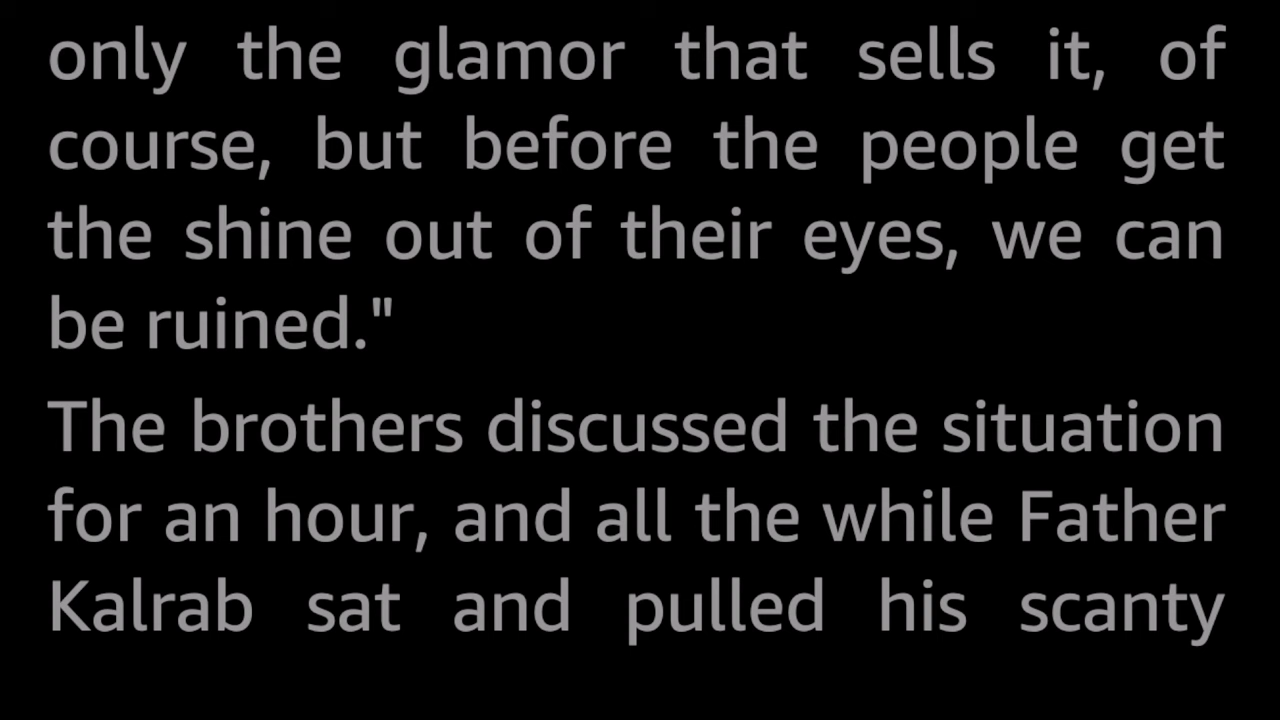 only the glamor that sells it, of
course, but before the people get
the shine out of their eyes, we can
be ruined."
The brothers discussed the situation
for an hour, and all the while Father
Kalrab sat and pulled his scanty